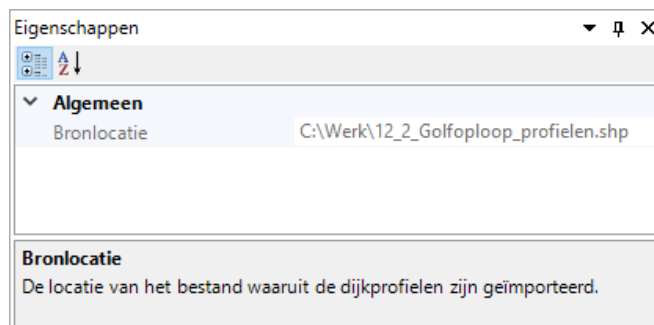 Eigenschappen
Algemeen
Bronlocatie C:\Werk\12_2_Golfoploop_profielen.shp
Bronlocatie
De locatie van het bestand waaruit de dijkprofielen zijn geïmporteerd.